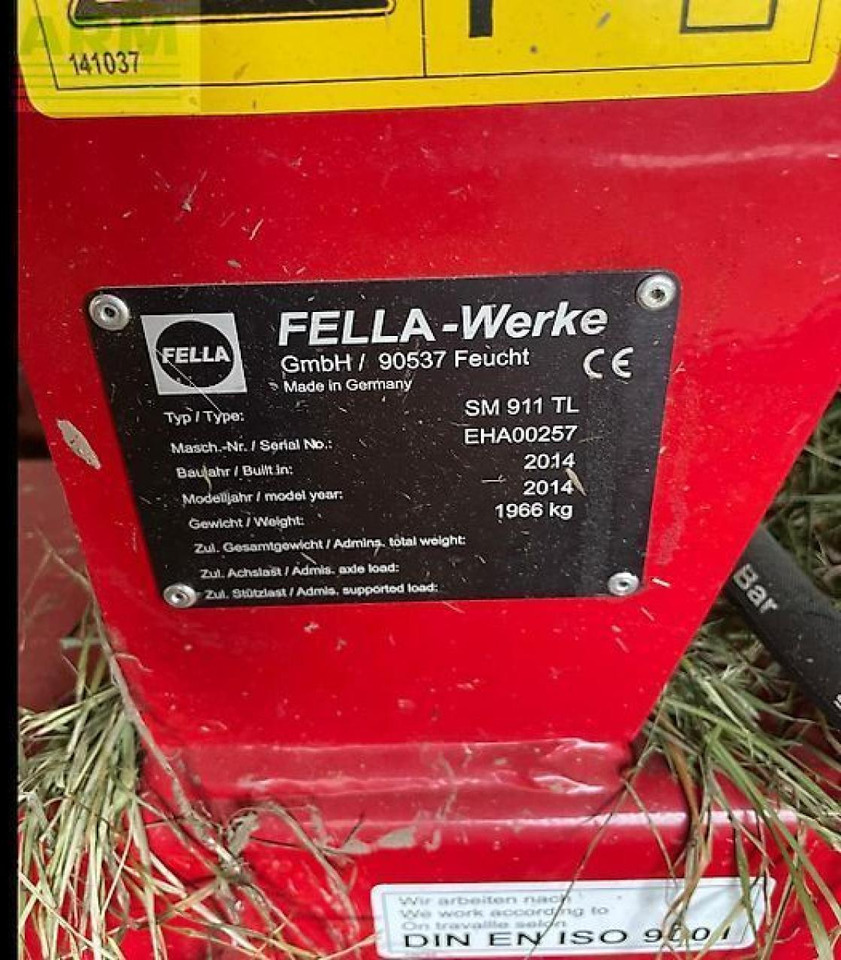 ARM
141037
FELLA
FELLA-Werke
GmbH / 90537 Feucht
Made in Germany
CE
Typ / Type: SM 911 TL
Masch.-Nr. / Serial No.: EHA00257
Baujahr / Built in: 2014
Modelljahr / model year: 2014
Gewicht / Weight: 1966 kg
Zul. Gesamtgewicht / Admins. total weight:
Zul. Achslast / Admis. axle load:
Zul. Stützlast / Admis. supported load:
Bar
Wir arbeiten nach
We work according to
On travaille selon
DIN EN ISO 9001